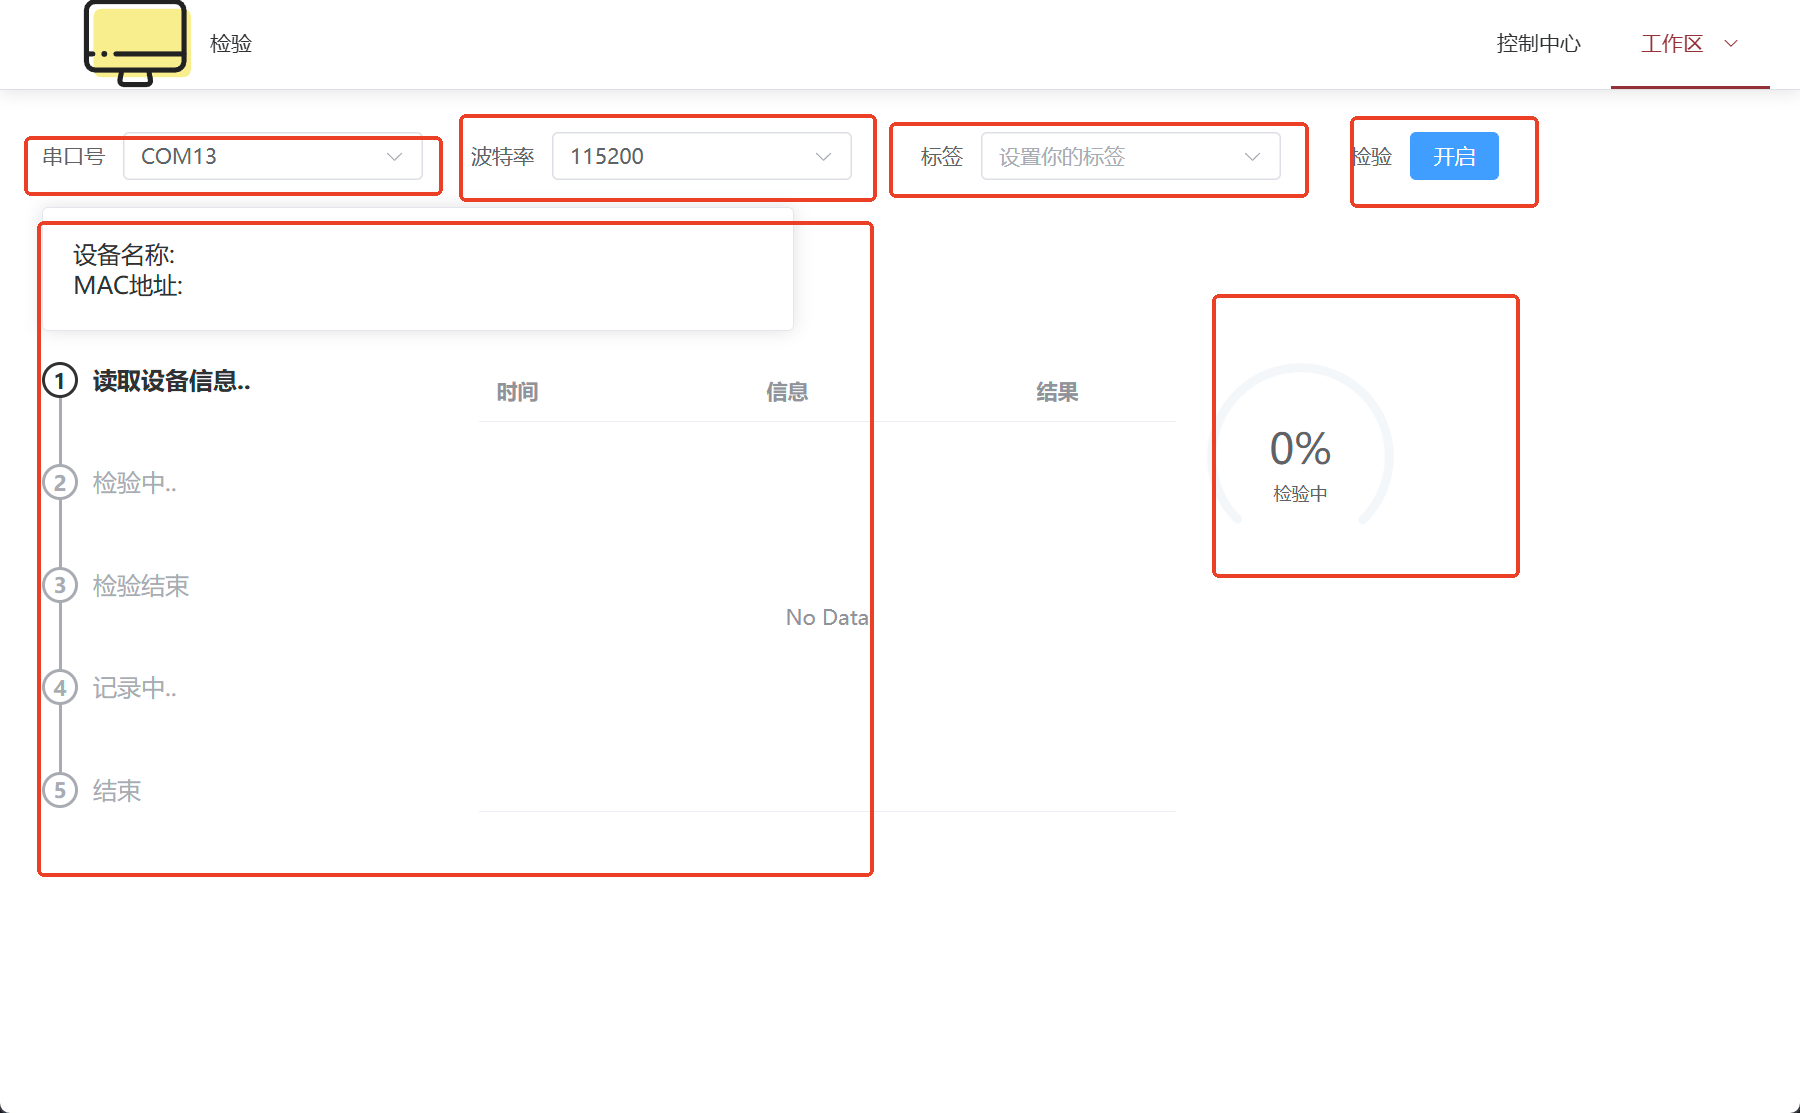 检验
控制中心
工作区
串口号
COM13
波特率
115200
标签
设置你的标签
检验
开启
设备名称:
MAC地址:
1 读取设备信息..
2 检验中..
3 检验结束
4 记录中..
5 结束
时间 信息 结果
No Data
0%
检验中